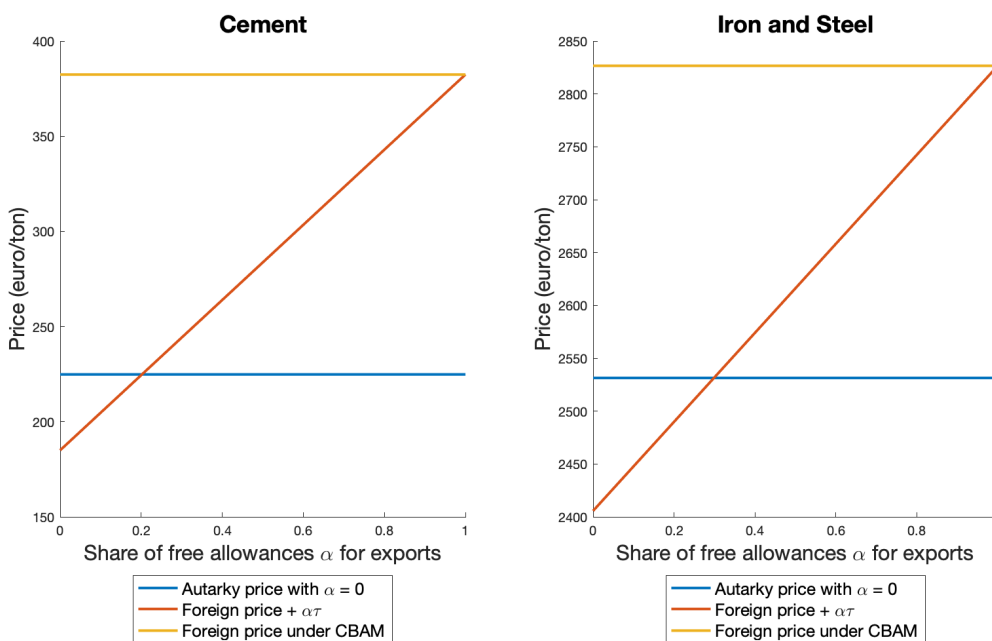 Cement
400
350
300
250
200
150
Price (euro/ton)
0 0.2 0.4 0.6 0.8 1
Share of free allowances α for exports
Autarky price with α = 0
Foreign price + ατ
Foreign price under CBAM
Iron and Steel
2850
2800
2750
2700
2650
2600
2550
2500
2450
2400
Price (euro/ton)
0 0.2 0.4 0.6 0.8
Share of free allowances α for exports
Autarky price with α = 0
Foreign price + ατ
Foreign price under CBAM